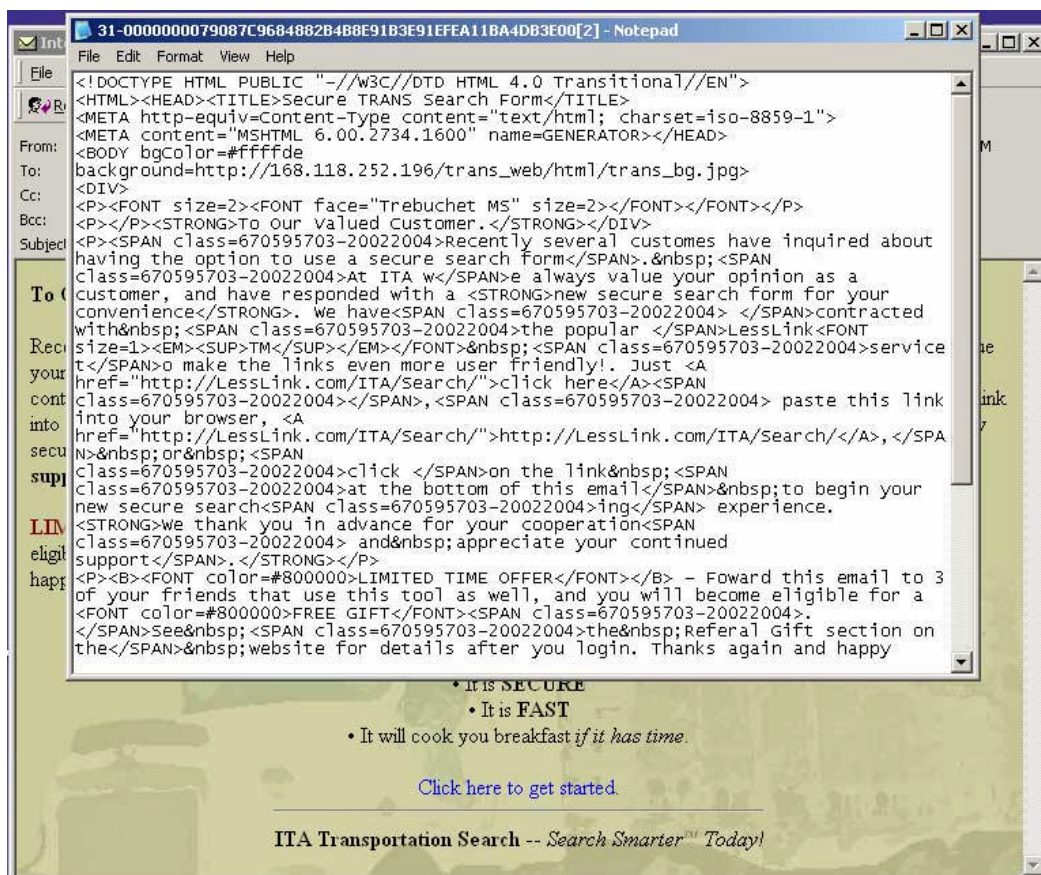 31-0000000079087C9684882B4B8E91B3E91EFEA11BA4DB3E00[2] - Notepad
File Edit Format View Help
<!DOCTYPE HTML PUBLIC "-//W3C//DTD HTML 4.0 Transitional//EN">
<HTML><HEAD><TITLE>Secure TRANS Search Form</TITLE>
<META http-equiv=Content-Type content="text/html; charset=iso-8859-1">
<META content="MSHTML 6.00.2734.1600" name=GENERATOR></HEAD>
<BODY bgColor=#ffffde
background=http://168.118.252.196/trans_web/html/trans_bg.jpg>
<DIV>
<P><FONT size=2><FONT face="Trebuchet MS" size=2></FONT></FONT></P>
<P></P><STRONG>To Our Valued Customer.</STRONG></DIV>
<P><SPAN class=670595703-20022004>Recently several customes have inquired about
having the option to use a secure search form</SPAN>.&nbsp;<SPAN
class=670595703-20022004>At ITA w</SPAN>e always value your opinion as a
customer, and have responded with a <STRONG>new secure search form for your
convenience</STRONG>. We have<SPAN class=670595703-20022004> </SPAN>contracted
with&nbsp;<SPAN class=670595703-20022004>the popular </SPAN>LessLink<FONT
size=1><EM><SUP>TM</SUP></EM></FONT>&nbsp;<SPAN class=670595703-20022004>service
t</SPAN>o make the links even more user friendly!. Just <A
href="http://LessLink.com/ITA/Search/">click here</A><SPAN
class=670595703-20022004></SPAN>,<SPAN class=670595703-20022004> paste this link
into your browser, <A
href="http://LessLink.com/ITA/Search/">http://LessLink.com/ITA/Search/</A>,</SPA
N>&nbsp;or&nbsp;<SPAN
class=670595703-20022004>click </SPAN>on the link&nbsp;<SPAN
class=670595703-20022004>at the bottom of this email</SPAN>&nbsp;to begin your
new secure search<SPAN class=670595703-20022004>ing</SPAN> experience.
<STRONG>We thank you in advance for your cooperation<SPAN
class=670595703-20022004> and&nbsp;appreciate your continued
support</SPAN>.</STRONG></P>
<P><B><FONT color=#800000>LIMITED TIME OFFER</FONT></B> - Foward this email to 3
of your friends that use this tool as well, and you will become eligible for a
<FONT color=#800000>FREE GIFT</FONT><SPAN class=670595703-20022004>.
</SPAN>See&nbsp;<SPAN class=670595703-20022004>the&nbsp;Referal Gift section on
the</SPAN>&nbsp;website for details after you login. Thanks again and happy
File
From:
To:
Cc:
Bcc:
• It is SECURE
• It is FAST
• It will cook you breakfast if it has time.
Click here to get started.
ITA Transportation Search -- Search Smarter™ Today!